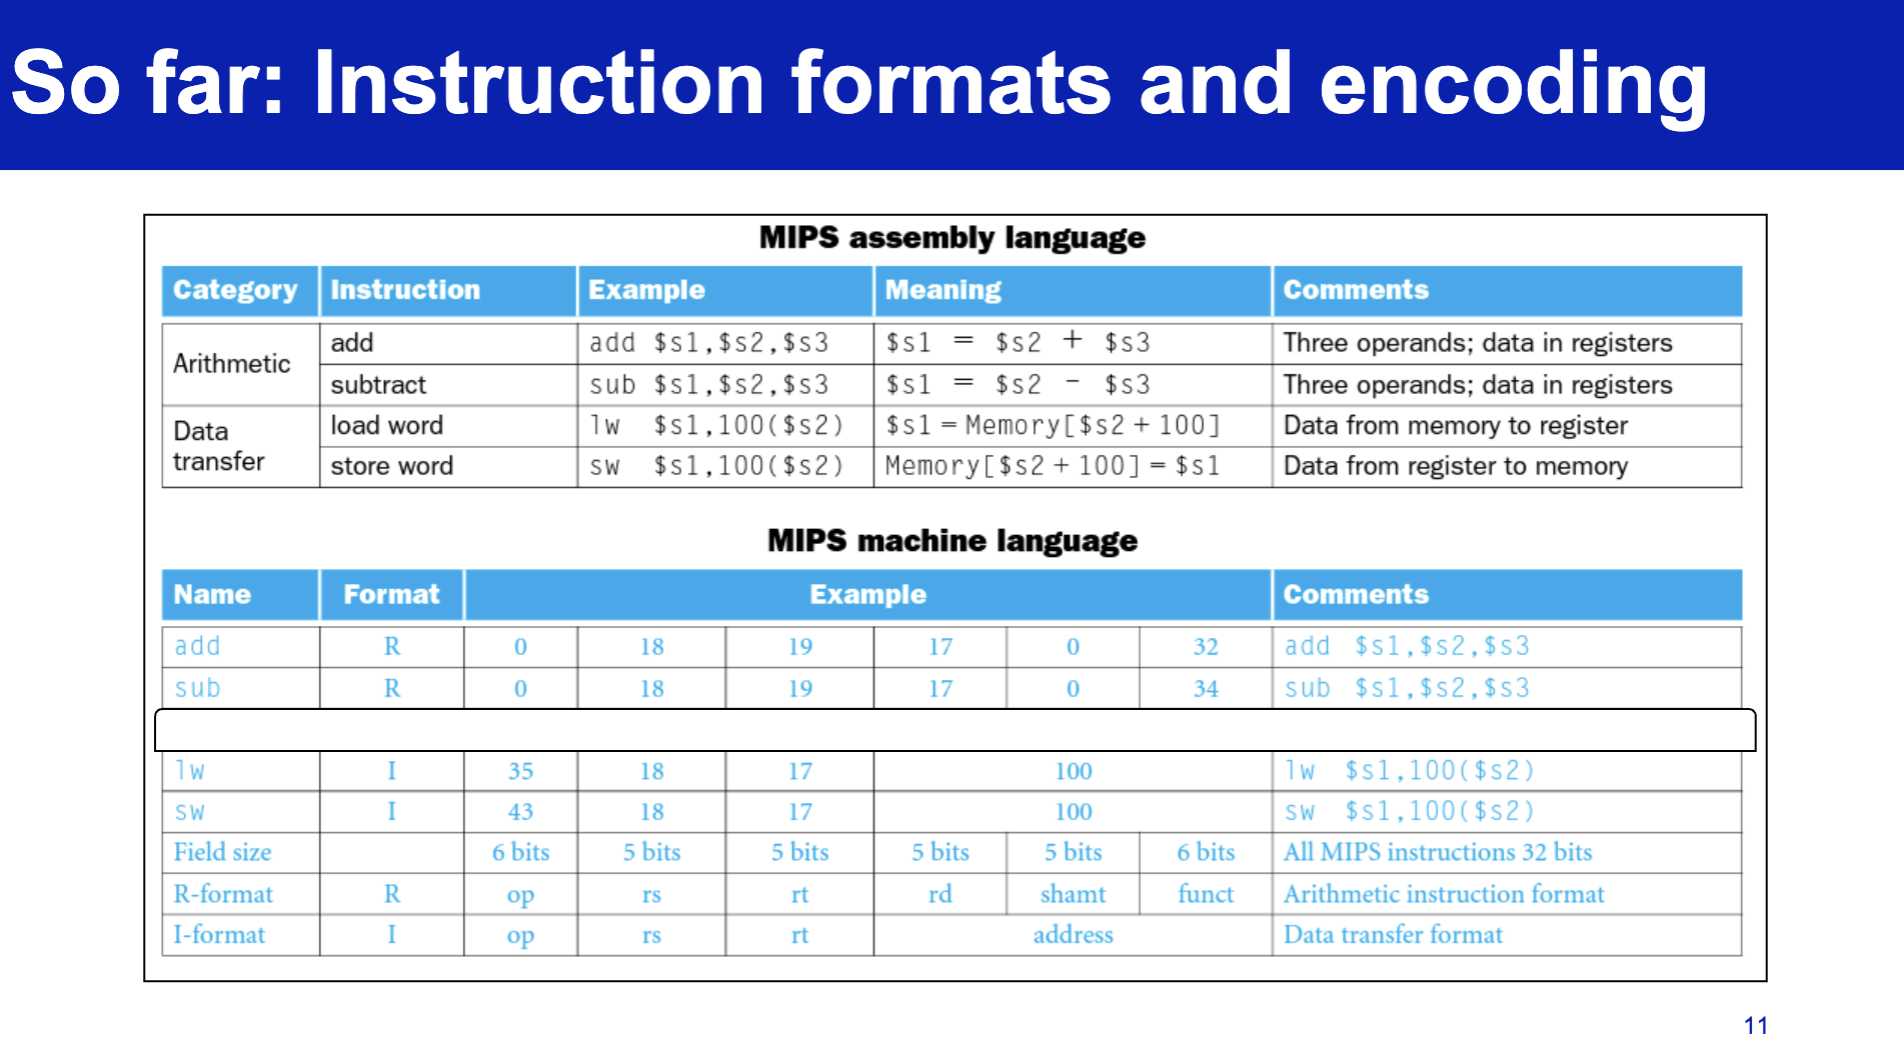 So far: Instruction formats and encoding
MIPS assembly language
Category Instruction Example Meaning Comments
Arithmetic
add add $s1,$s2,$s3 $s1 = $s2 + $s3 Three operands; data in registers
subtract sub $s1,$s2,$s3 $s1 = $s2 - $s3 Three operands; data in registers
Data transfer
load word lw $s1,100($s2) $s1 = Memory[$s2 + 100] Data from memory to register
store word sw $s1,100($s2) Memory[$s2 + 100] = $s1 Data from register to memory
MIPS machine language
Name Format Example Comments
add R 0 18 19 17 0 32 add $s1,$s2,$s3
sub R 0 18 19 17 0 34 sub $s1,$s2,$s3
lw I 35 18 17 100 lw $s1,100($s2)
sw I 43 18 17 100 sw $s1,100($s2)
Field size 6 bits 5 bits 5 bits 5 bits 5 bits 6 bits All MIPS instructions 32 bits
R-format R op rs rt rd shamt funct Arithmetic instruction format
I-format I op rs rt address Data transfer format
11